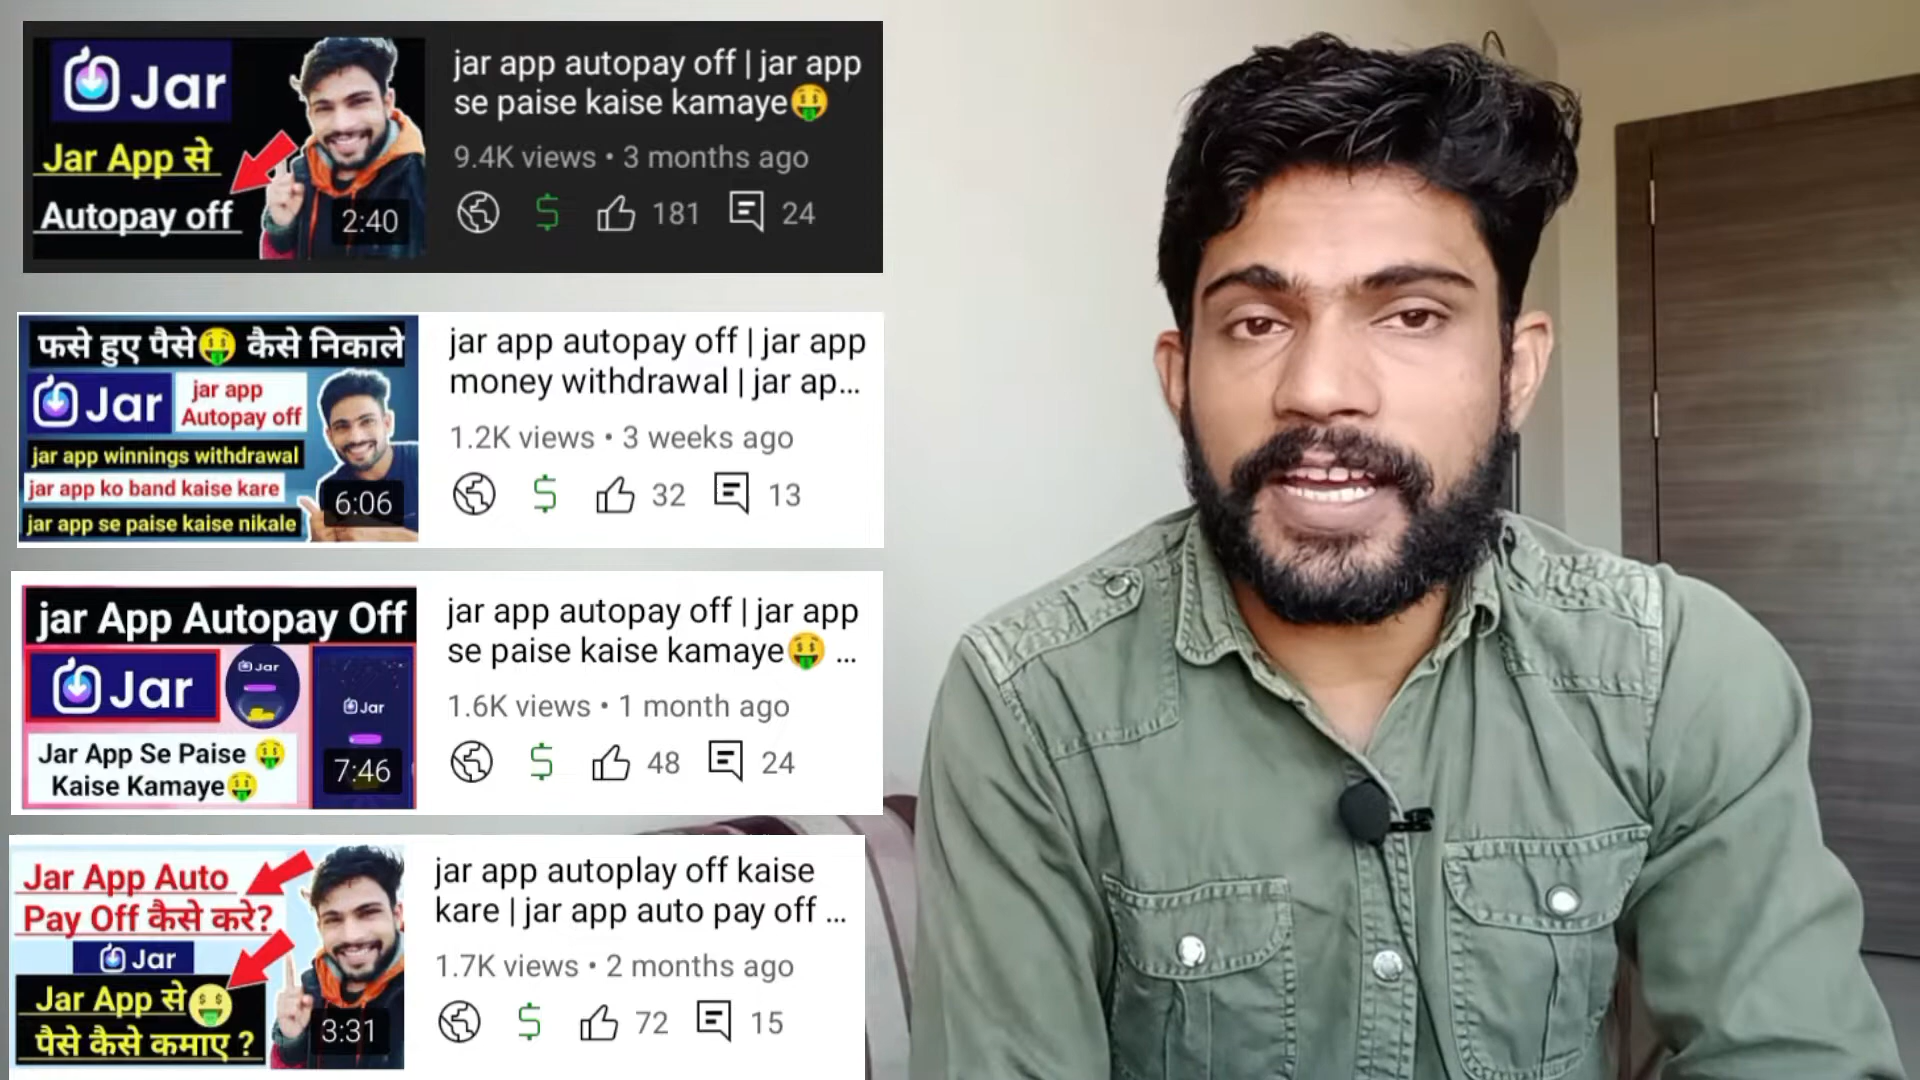 Jar
Jar App से
Autopay off
2:40
jar app autopay off | jar app
se paise kaise kamaye🤑
9.4K views • 3 months ago
181 24
फसे हुए पैसे🤑 कैसे निकाले
Jar
jar app
Autopay off
jar app winnings withdrawal
jar app ko band kaise kare
jar app se paise kaise nikale
6:06
jar app autopay off | jar app
money withdrawal | jar ap...
1.2K views • 3 weeks ago
32 13
jar App Autopay Off
Jar
Jar
Jar
Jar App Se Paise 🤑
Kaise Kamaye🤑
7:46
jar app autopay off | jar app
se paise kaise kamaye🤑 ...
1.6K views • 1 month ago
48 24
Jar App Auto
Pay Off कैसे करे?
Jar
Jar App से🤑
पैसे कैसे कमाए ?
3:31
jar app autoplay off kaise
kare | jar app auto pay off ...
1.7K views • 2 months ago
72 15